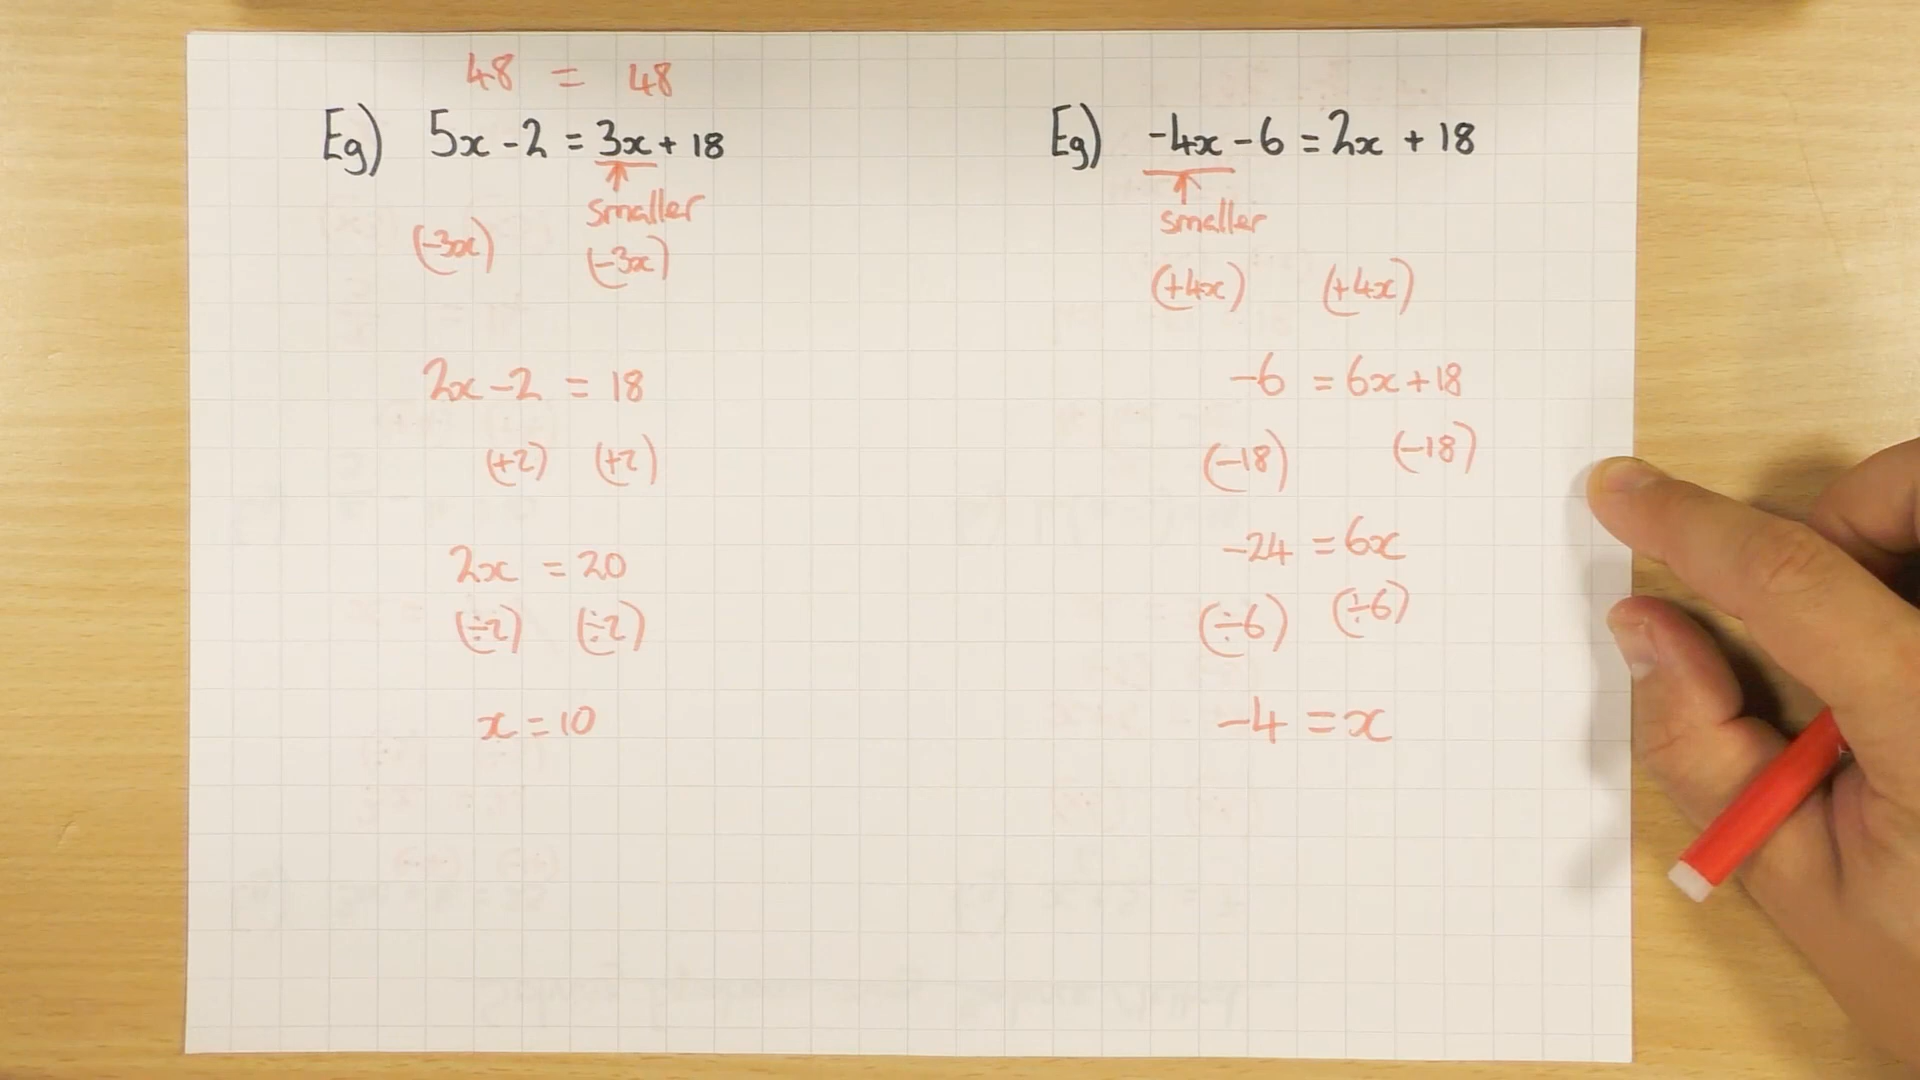 48 = 48
Eg) 5x - 2 = 3x + 18
smaller
(-3x) (-3x)
2x - 2 = 18
(+2) (+2)
2x = 20
(÷2) (÷2)
x = 10
Eg) -4x - 6 = 2x + 18
smaller
(+4x) (+4x)
-6 = 6x + 18
(-18) (-18)
-24 = 6x
(÷6) (÷6)
-4 = x